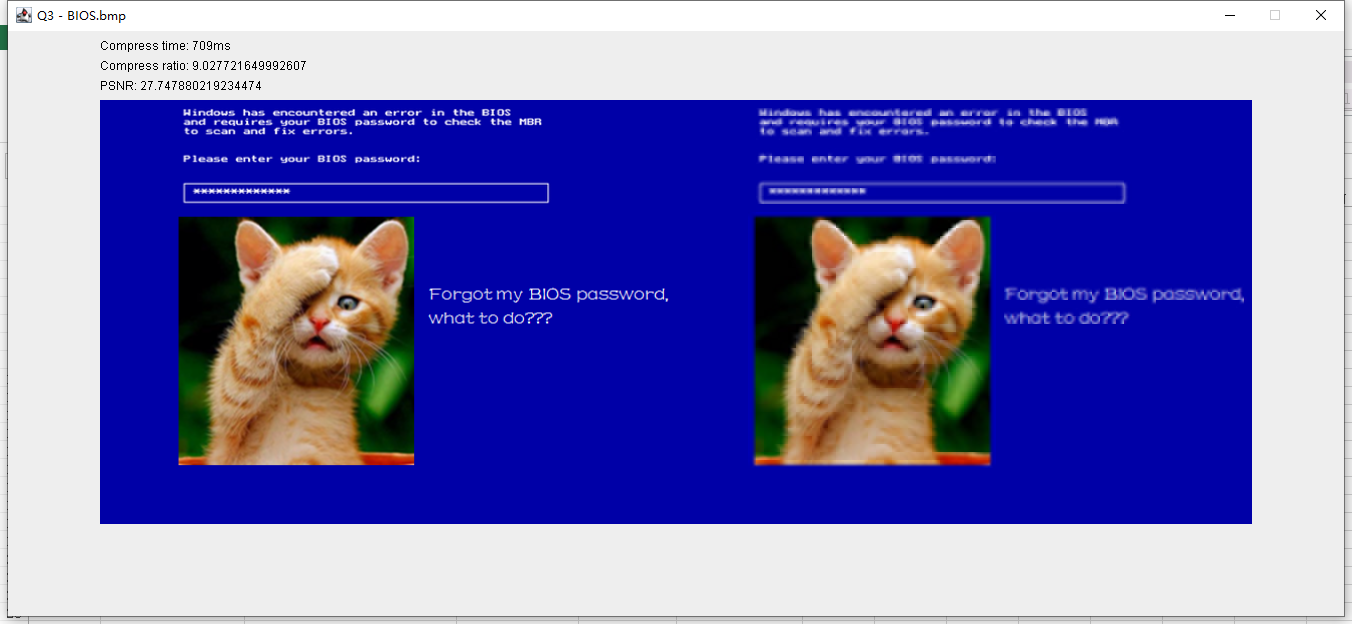 Q3 - BIOS.bmp
Compress time: 709ms
Compress ratio: 9.027721649992607
PSNR: 27.747880219234474
Windows has encountered an error in the BIOS
and requires your BIOS password to check the MBR
to scan and fix errors.
Please enter your BIOS password:
*************
Forgot my BIOS password,
what to do???
Windows has encountered an error in the BIOS
and requires your BIOS password to check the MBR
to scan and fix errors.
Please enter your BIOS password:
*************
Forgot my BIOS password,
what to do???